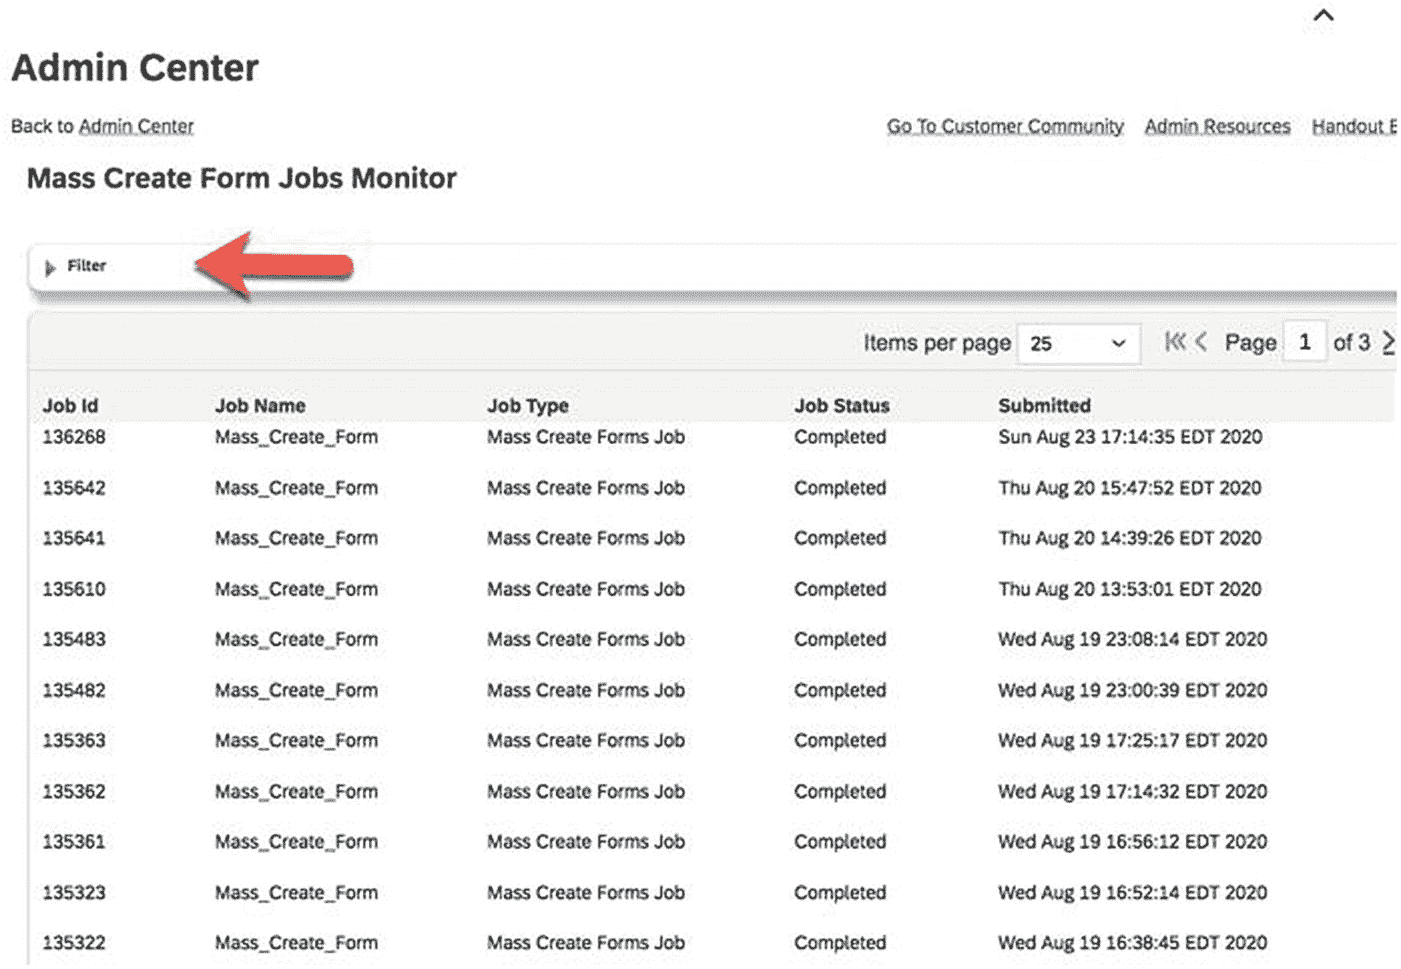 Admin Center
Back to Admin Center Go To Customer Community Admin Resources Handout
Mass Create Form Jobs Monitor
Filter
Items per page 25 Page 1 of 3
Job Id Job Name Job Type Job Status Submitted
136268 Mass_Create_Form Mass Create Forms Job Completed Sun Aug 23 17:14:35 EDT 2020
135642 Mass_Create_Form Mass Create Forms Job Completed Thu Aug 20 15:47:52 EDT 2020
135641 Mass_Create_Form Mass Create Forms Job Completed Thu Aug 20 14:39:26 EDT 2020
135610 Mass_Create_Form Mass Create Forms Job Completed Thu Aug 20 13:53:01 EDT 2020
135483 Mass_Create_Form Mass Create Forms Job Completed Wed Aug 19 23:08:14 EDT 2020
135482 Mass_Create_Form Mass Create Forms Job Completed Wed Aug 19 23:00:39 EDT 2020
135363 Mass_Create_Form Mass Create Forms Job Completed Wed Aug 19 17:25:17 EDT 2020
135362 Mass_Create_Form Mass Create Forms Job Completed Wed Aug 19 17:14:32 EDT 2020
135361 Mass_Create_Form Mass Create Forms Job Completed Wed Aug 19 16:56:12 EDT 2020
135323 Mass_Create_Form Mass Create Forms Job Completed Wed Aug 19 16:52:14 EDT 2020
135322 Mass_Create_Form Mass Create Forms Job Completed Wed Aug 19 16:38:45 EDT 2020